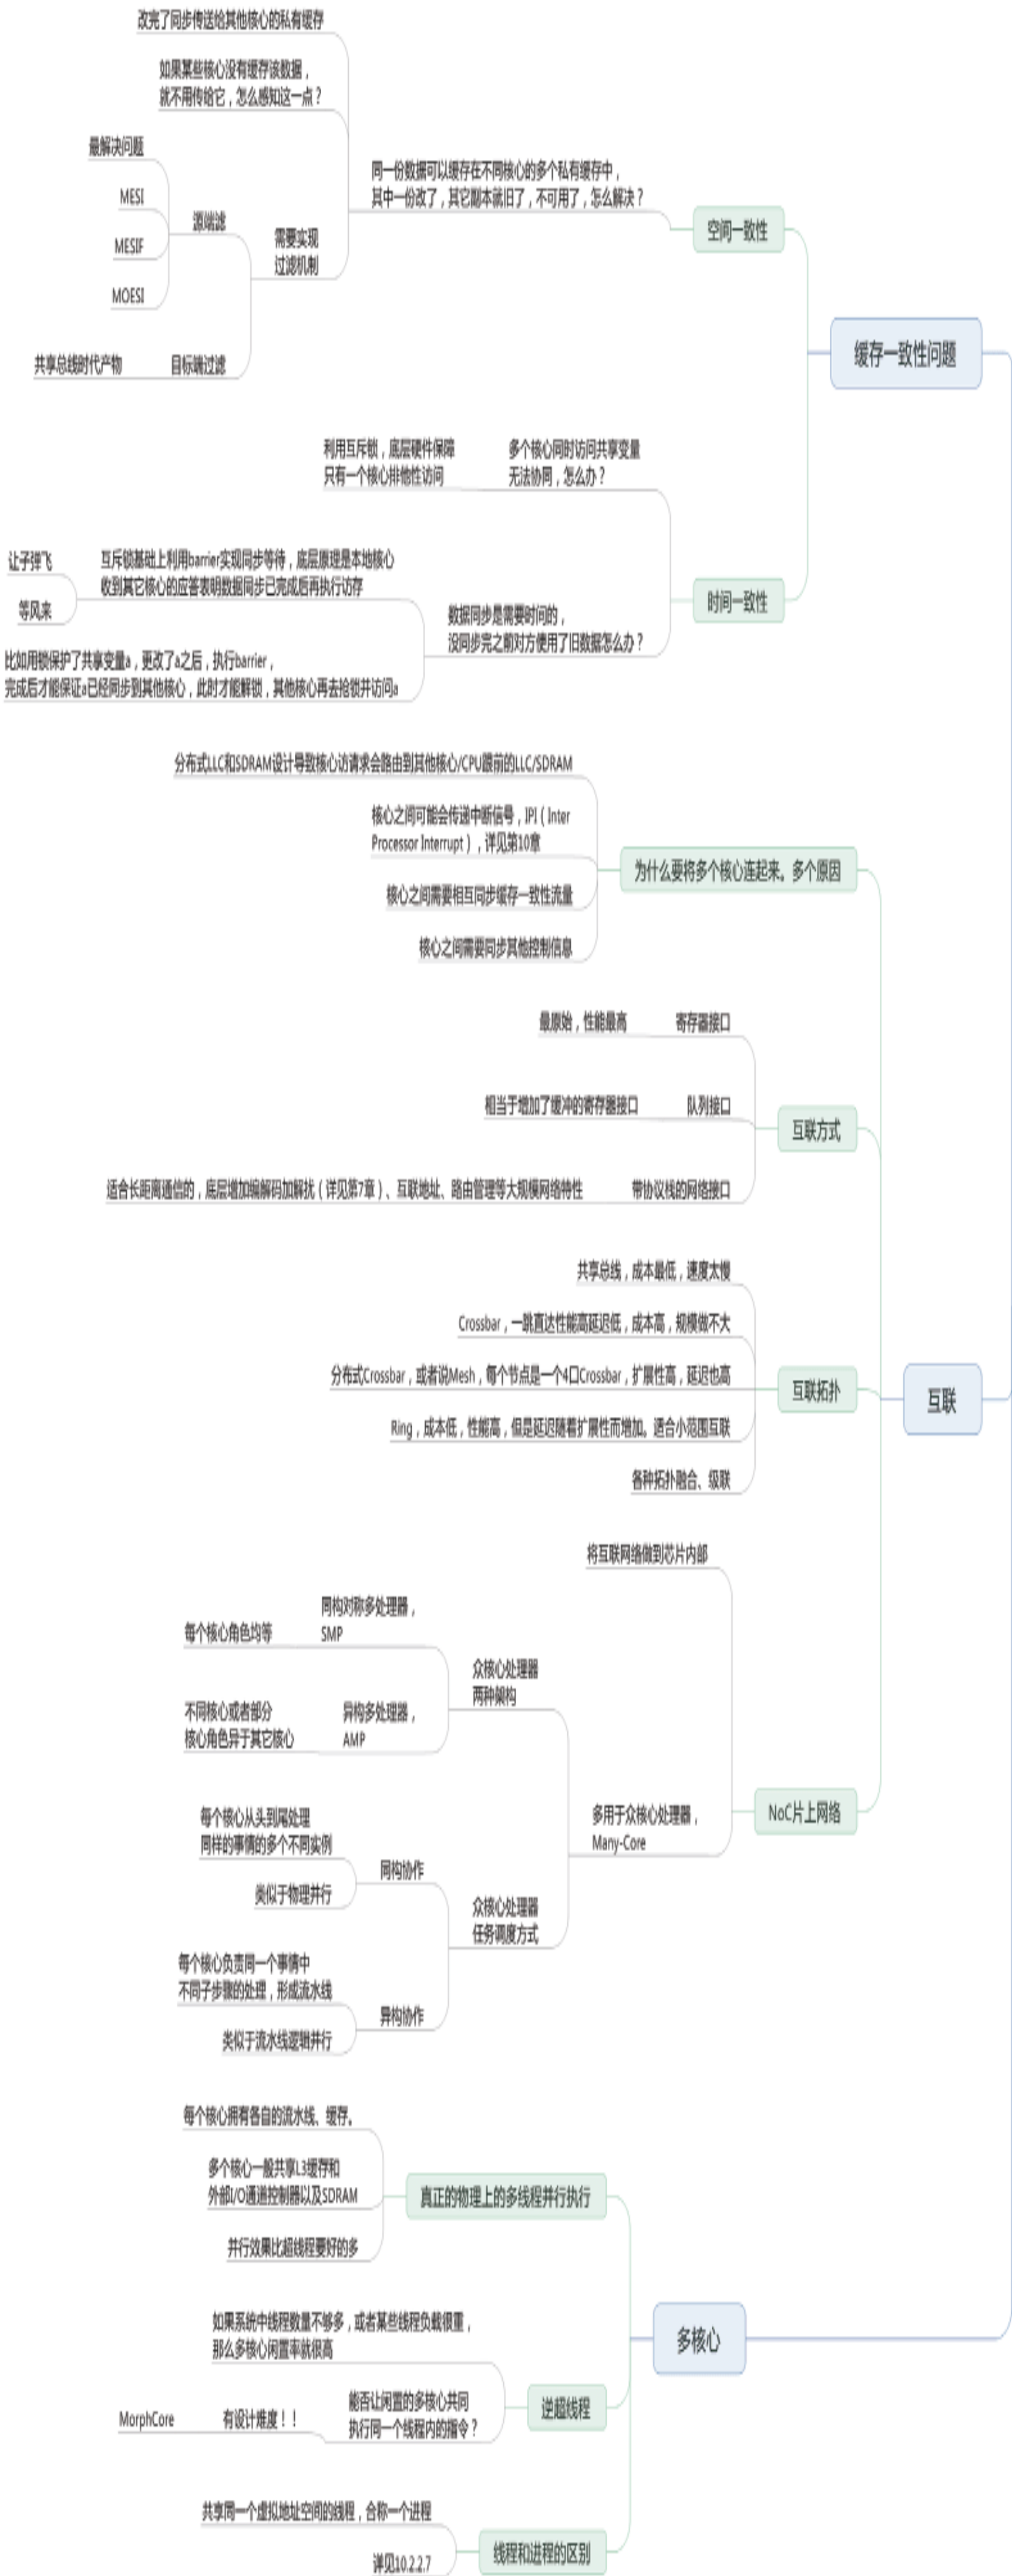 改完了同步传送给其他核心的私有缓存
如果某些核心没有缓存该数据，
就不用传给它，怎么感知这一点？
最解决问题
MESI
MESIF
MOESI
源端滤
共享总线时代产物
目标端过滤
需要实现
过滤机制
同一份数据可以缓存在不同核心的多个私有缓存中，
其中一份改了，其它副本就旧了，不可用了，怎么解决？
空间一致性
缓存一致性问题
利用互斥锁，底层硬件保障
只有一个核心排他性访问
多个核心同时访问共享变量
无法协同，怎么办？
让子弹飞
等风来
互斥锁基础上利用barrier实现同步等待，底层原理是本地核心
收到其它核心的应答表明数据同步已完成后再执行访存
比如用锁保护了共享变量a，更改了a之后，执行barrier，
完成后才能保证a已经同步到其他核心，此时才能解锁，其他核心再去抢锁并访问a
数据同步是需要时间的，
没同步完之前对方使用了旧数据怎么办？
时间一致性
分布式LLC和SDRAM设计导致核心访请求会路由到其他核心/CPU跟前的LLC/SDRAM
核心之间可能会传递中断信号，IPI（Inter
Processor Interrupt），详见第10章
核心之间需要相互同步缓存一致性流量
核心之间需要同步其他控制信息
为什么要将多个核心连起来。多个原因
最原始，性能最高
寄存器接口
相当于增加了缓冲的寄存器接口
队列接口
适合长距离通信的，底层增加编解码加解扰（详见第7章）、互联地址、路由管理等大规模网络特性
带协议栈的网络接口
互联方式
共享总线，成本最低，速度太慢
Crossbar，一跳直达性能高延迟低，成本高，规模做不大
分布式Crossbar，或者说Mesh，每个节点是一个4口Crossbar，扩展性高，延迟也高
Ring，成本低，性能高，但是延迟随着扩展性而增加。适合小范围互联
各种拓扑融合、级联
互联拓扑
互联
将互联网络做到芯片内部
每个核心角色均等
同构对称多处理器，
SMP
不同核心或者部分
核心角色异于其它核心
异构多处理器，
AMP
众核心处理器
两种架构
每个核心从头到尾处理
同样的事情的多个不同实例
类似于物理并行
同构协作
每个核心负责同一个事情中
不同子步骤的处理，形成流水线
类似于流水线逻辑并行
异构协作
众核心处理器
任务调度方式
多用于众核心处理器，
Many-Core
NoC片上网络
每个核心拥有各自的流水线、缓存。
多个核心一般共享L3缓存和
外部I/O通道控制器以及SDRAM
并行效果比超线程要好的多
真正的物理上的多线程并行执行
如果系统中线程数量不够多，或者某些线程负载很重，
那么多核心闲置率就很高
MorphCore
有设计难度！！
能否让闲置的多核心共同
执行同一个线程内的指令？
逆超线程
多核心
共享同一个虚拟地址空间的线程，合称一个进程
详见10.2.2.7
线程和进程的区别